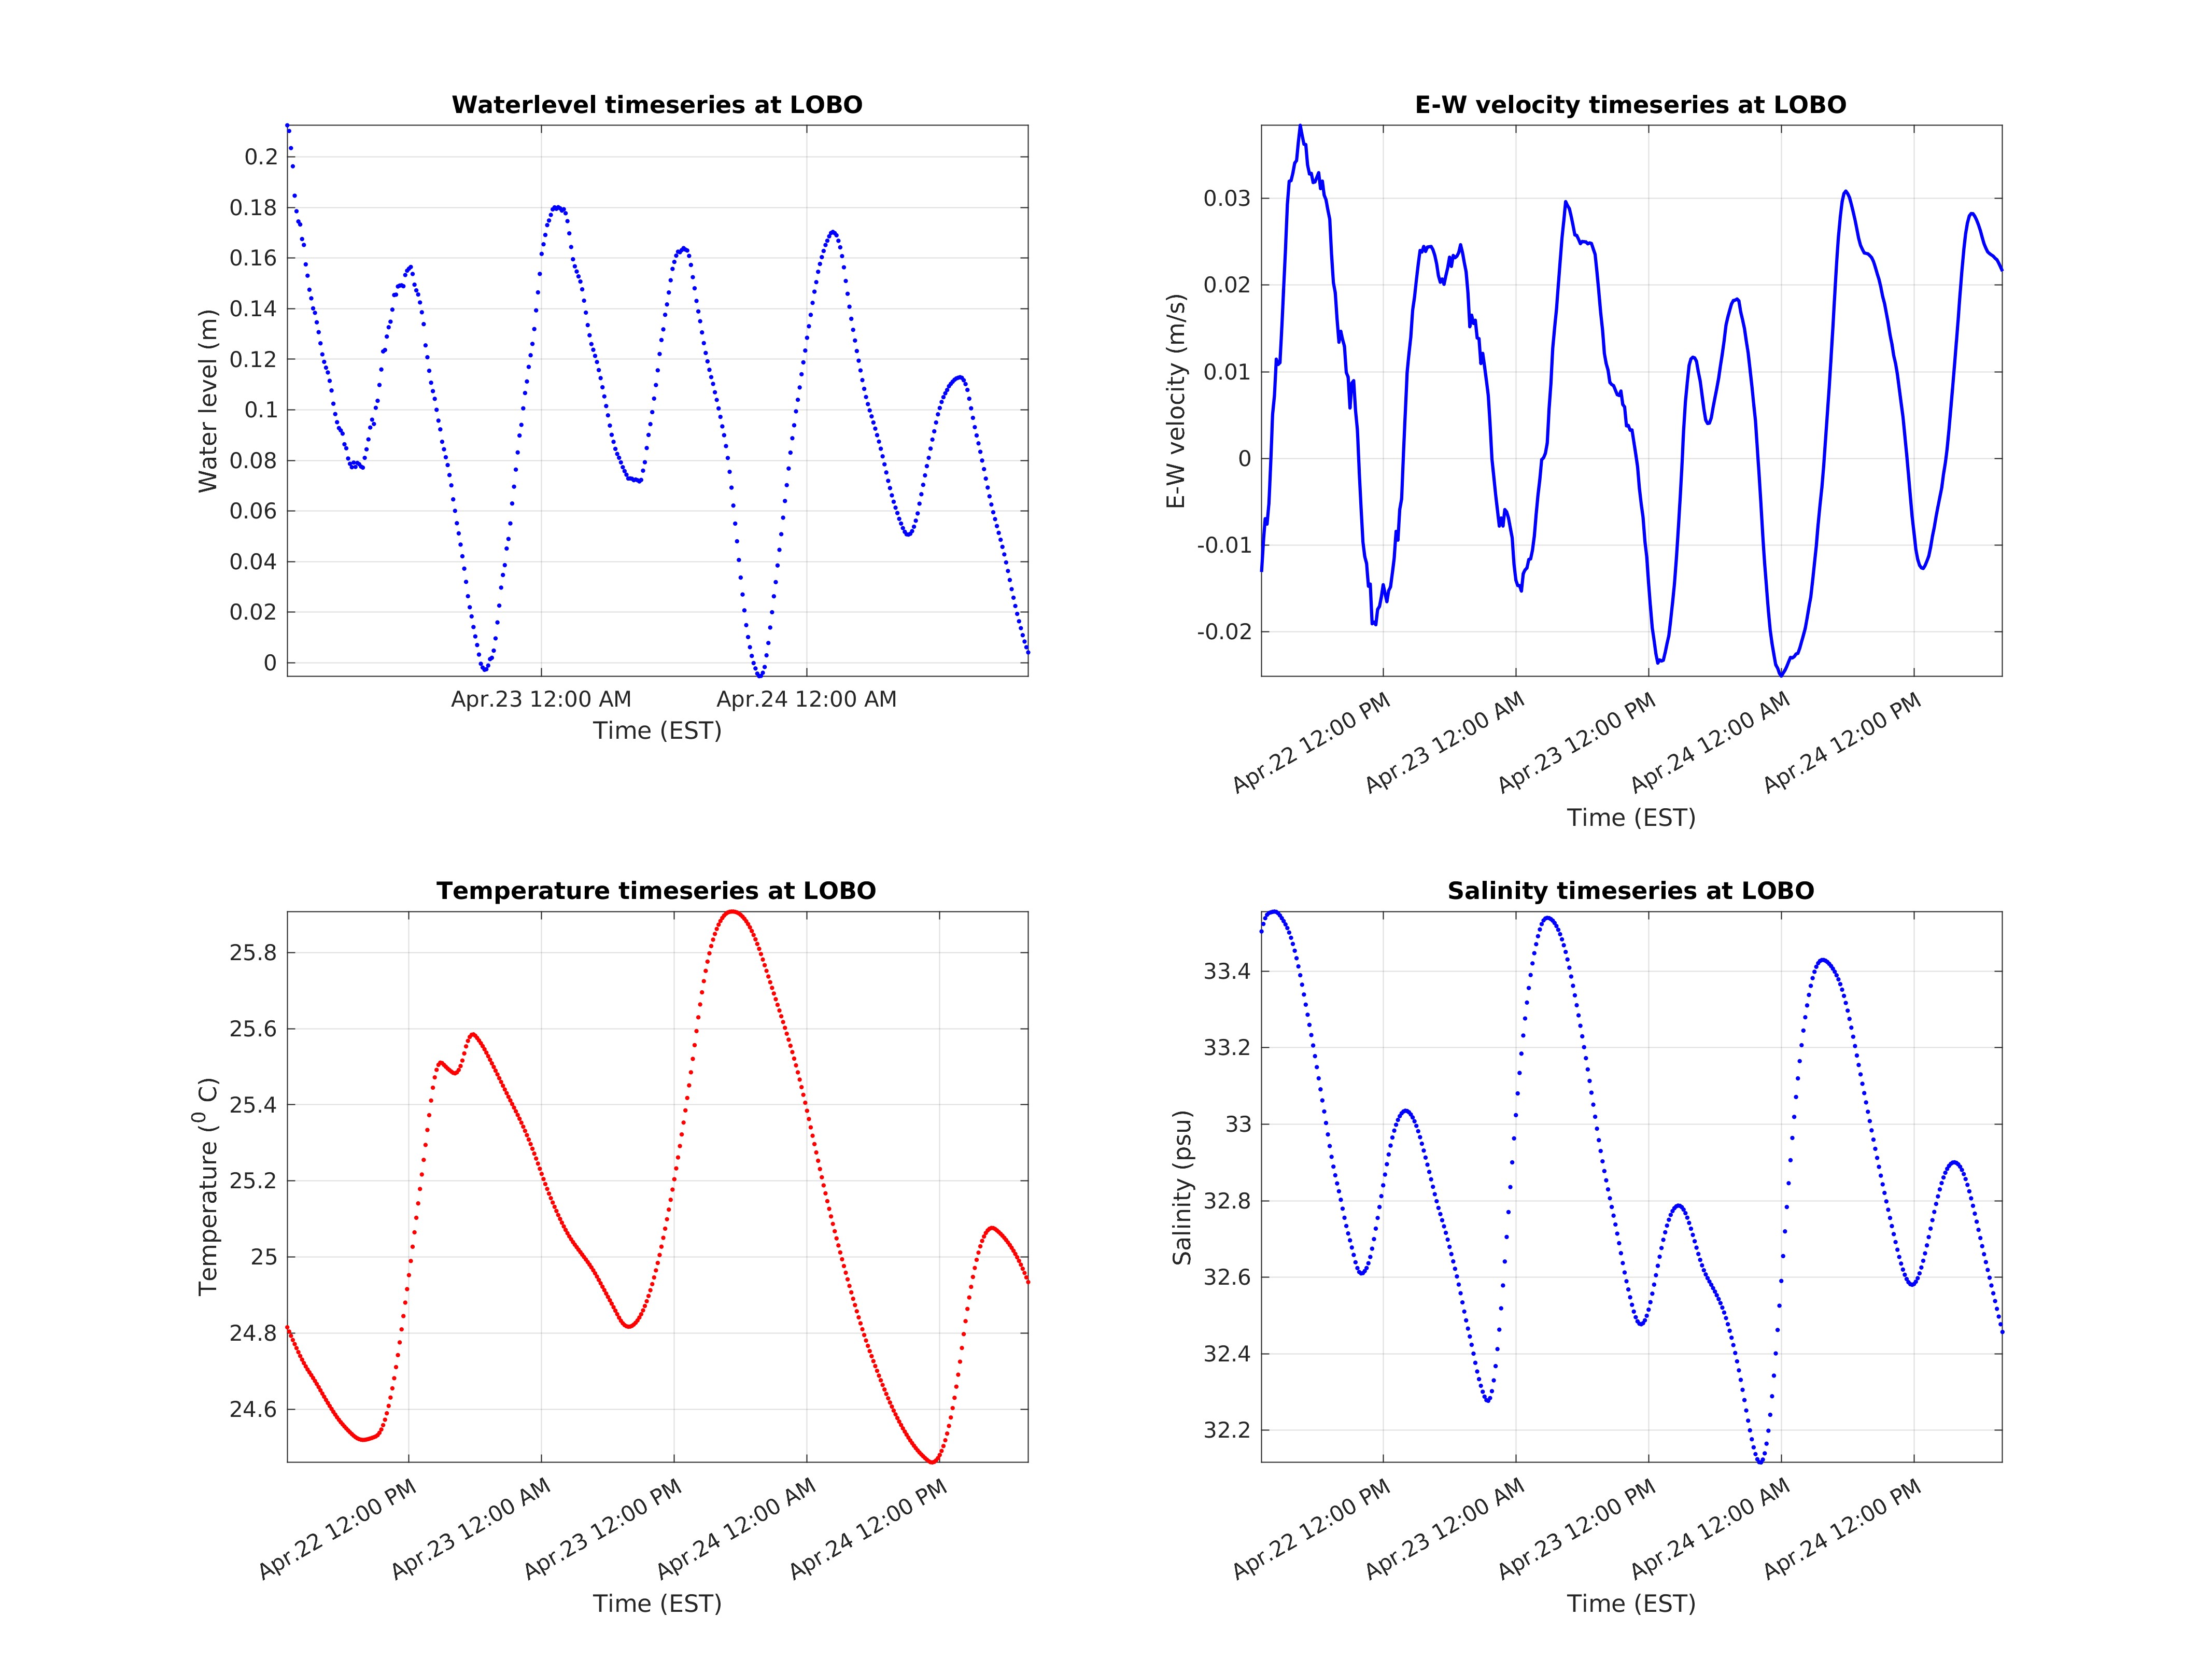 Waterlevel timeseries at LOBO
0.2
0.18
0.16
0.14
0.12
0.1
0.08
0.06
0.04
0.02
0
Water level (m)
Apr.23 12:00 AM Apr.24 12:00 AM
Time (EST)
E-W velocity timeseries at LOBO
0.03
0.02
0.01
0
-0.01
-0.02
E-W velocity (m/s)
Apr.22 12:00 PM
Apr.23 12:00 AM
Apr.23 12:00 PM
Apr.24 12:00 AM
Apr.24 12:00 PM
Time (EST)
Temperature timeseries at LOBO
25.8
25.6
25.4
25.2
25
24.8
24.6
Temperature (⁰ C)
Apr.22 12:00 PM
Apr.23 12:00 AM
Apr.23 12:00 PM
Apr.24 12:00 AM
Apr.24 12:00 PM
Time (EST)
Salinity timeseries at LOBO
33.4
33.2
33
32.8
32.6
32.4
32.2
Salinity (psu)
Apr.22 12:00 PM
Apr.23 12:00 AM
Apr.23 12:00 PM
Apr.24 12:00 AM
Apr.24 12:00 PM
Time (EST)